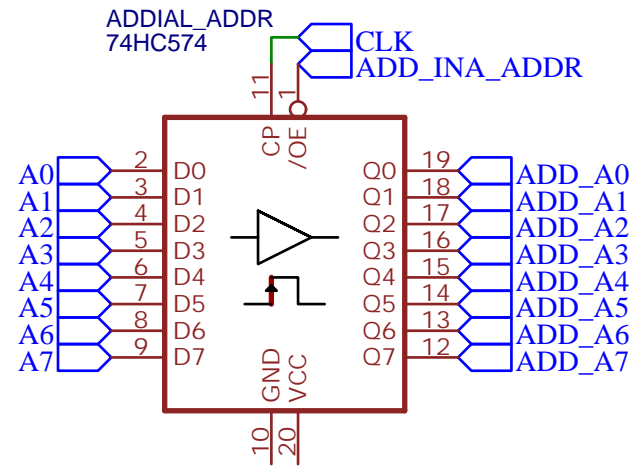 ADDIAL_ADDR
74HC574
CLK
ADD_INA_ADDR
11
1
CP
/OE
A0 2 D0 Q0 19 ADD_A0
A1 3 D1 Q1 18 ADD_A1
A2 4 D2 Q2 17 ADD_A2
A3 5 D3 Q3 16 ADD_A3
A4 6 D4 Q4 15 ADD_A4
A5 7 D5 Q5 14 ADD_A5
A6 8 D6 Q6 13 ADD_A6
A7 9 D7 Q7 12 ADD_A7
GND
VCC
10
20